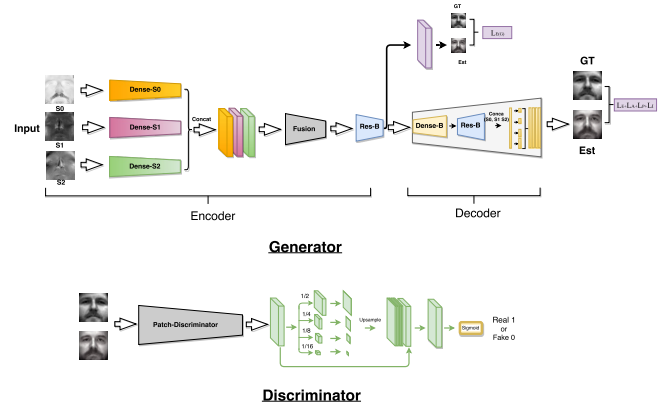 GT
Est
GT
Dense-S0
S0
Input
Dense-S1
Concat
Fusion
Res-B
Dense-B
Res-B
Conca
(S0, S1 S2)
S1
Dense-S2
Est
S2
Encoder
Decoder
Generator
1/2
1/4
Patch-Discriminator
Upsample
Sigmoid
Real 1
or
Fake 0
1/8
1/16
Discriminator